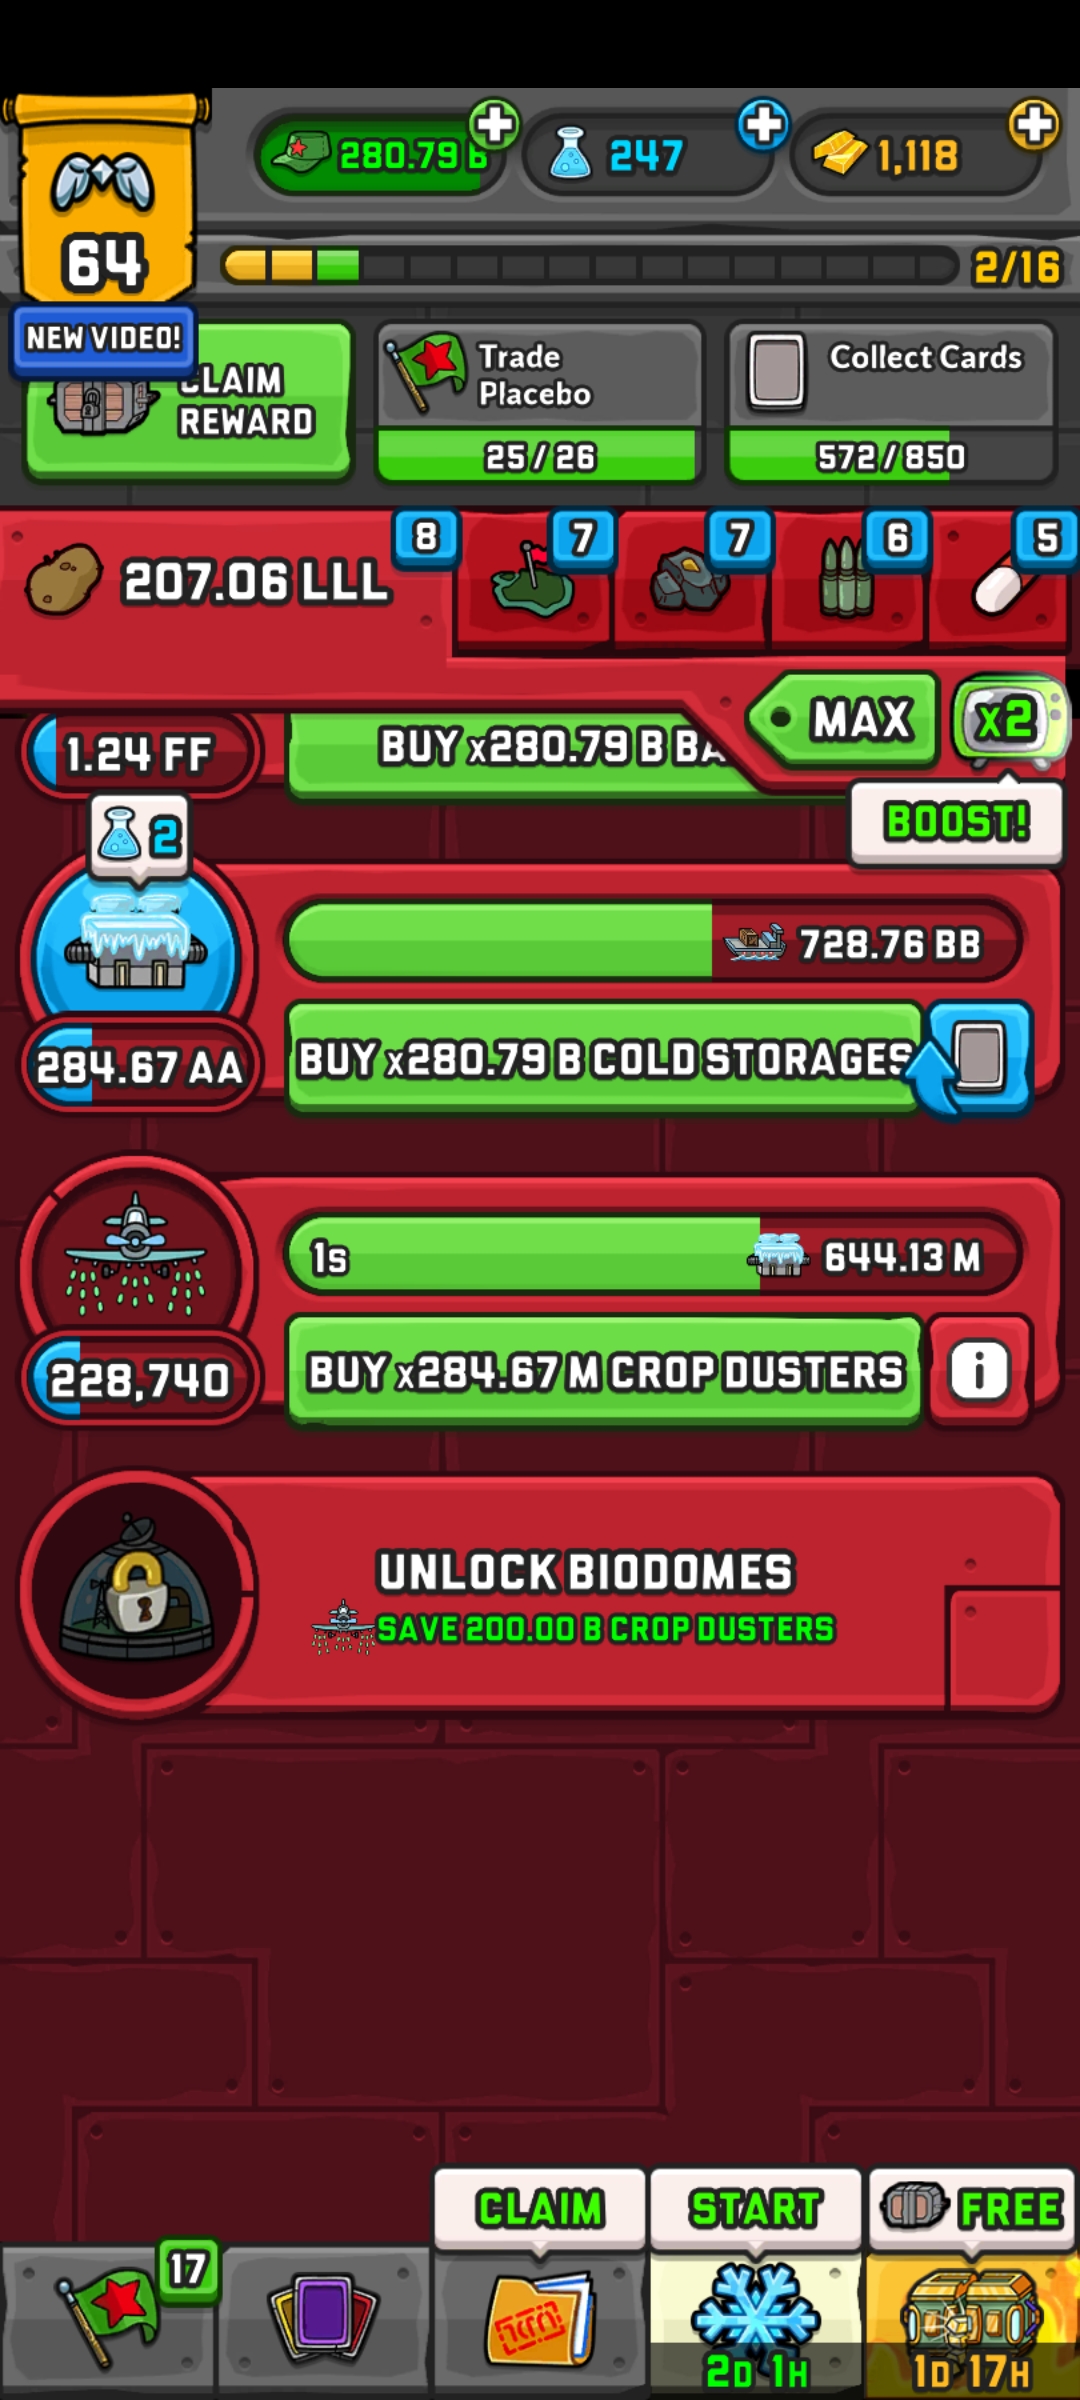 280.79 B
247
1,118
64
2/16
NEW VIDEO!
CLAIM
REWARD
Trade
Placebo
25 / 26
Collect Cards
572 / 850
207.06 LLL
8
7
7
6
5
MAX
x2
BOOST!
1.24 FF
BUY x280.79 B BA
2
728.76 BB
284.67 AA
BUY x280.79 B COLD STORAGES
1s
644.13 M
228,740
BUY x284.67 M CROP DUSTERS
i
UNLOCK BIODOMES
SAVE 200.00 B CROP DUSTERS
CLAIM
START
FREE
17
2D 1H
1D 17H